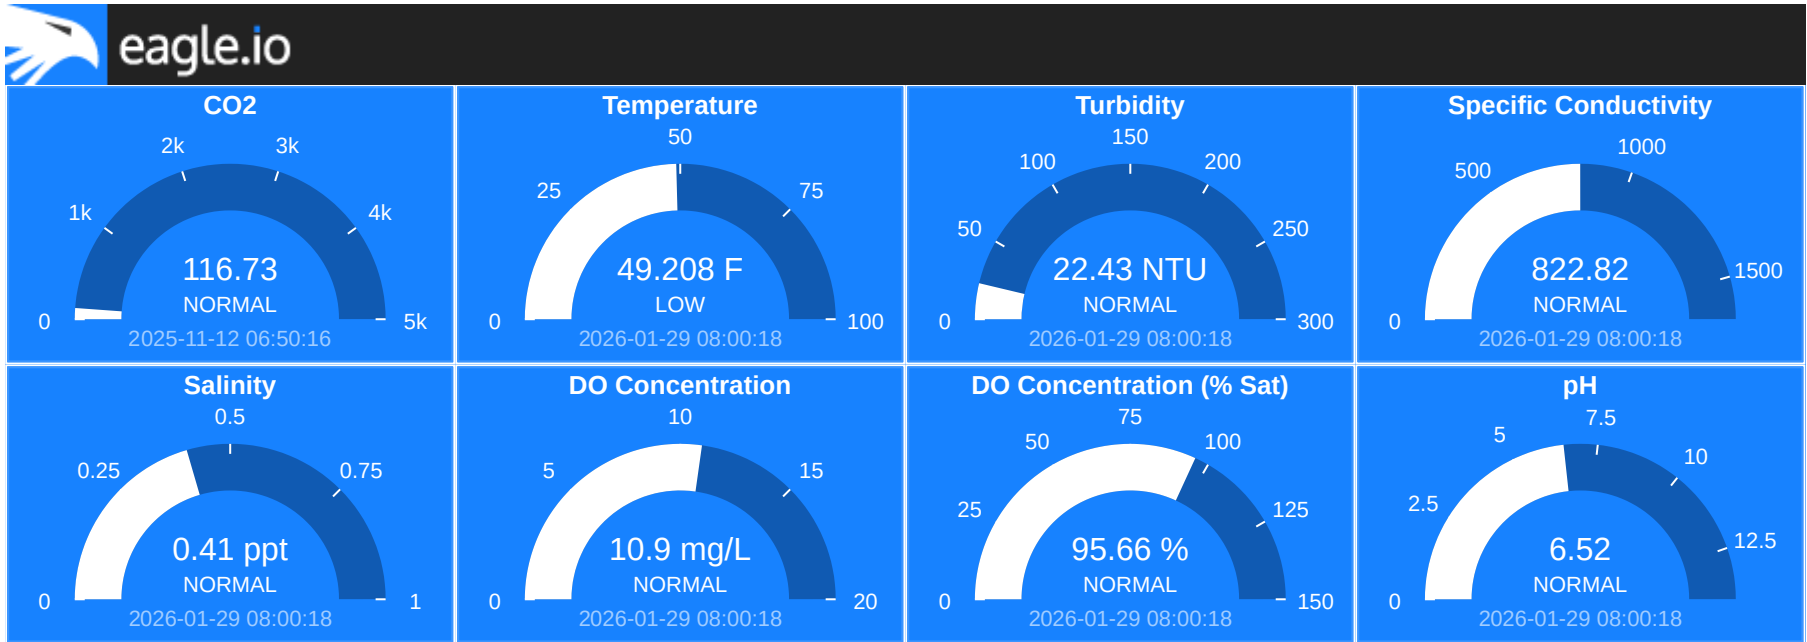 eagle.io
CO2
0
1k
2k
3k
4k
5k
116.73
NORMAL
2025-11-12 06:50:16
Temperature
0
25
50
75
100
49.208 F
LOW
2026-01-29 08:00:18
Turbidity
0
50
100
150
200
250
300
22.43 NTU
NORMAL
2026-01-29 08:00:18
Specific Conductivity
0
500
1000
1500
822.82
NORMAL
2026-01-29 08:00:18
Salinity
0
0.25
0.5
0.75
1
0.41 ppt
NORMAL
2026-01-29 08:00:18
DO Concentration
0
5
10
15
20
10.9 mg/L
NORMAL
2026-01-29 08:00:18
DO Concentration (% Sat)
0
25
50
75
100
125
150
95.66 %
NORMAL
2026-01-29 08:00:18
pH
0
2.5
5
7.5
10
12.5
6.52
NORMAL
2026-01-29 08:00:18